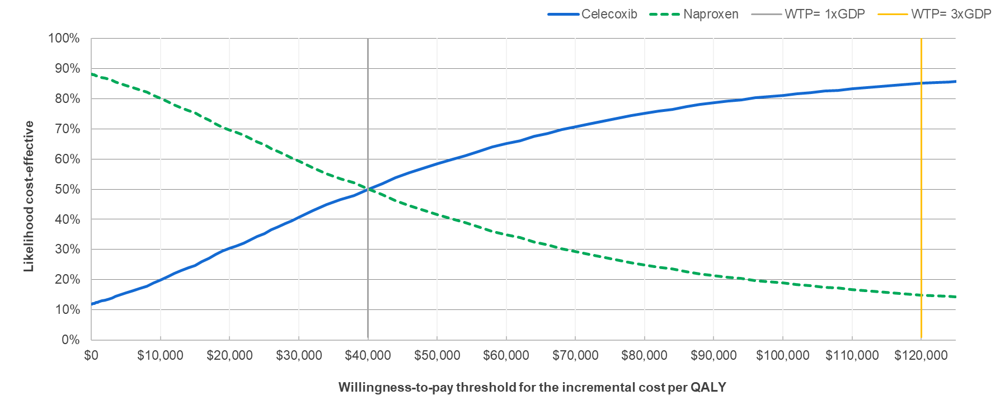 Celecoxib Naproxen WTP= 1xGDP WTP= 3xGDP
100%
90%
80%
70%
60%
50%
40%
30%
20%
10%
0%
Likelihood cost-effective
$0 $10,000 $20,000 $30,000 $40,000 $50,000 $60,000 $70,000 $80,000 $90,000 $100,000 $110,000 $120,000
Willingness-to-pay threshold for the incremental cost per QALY